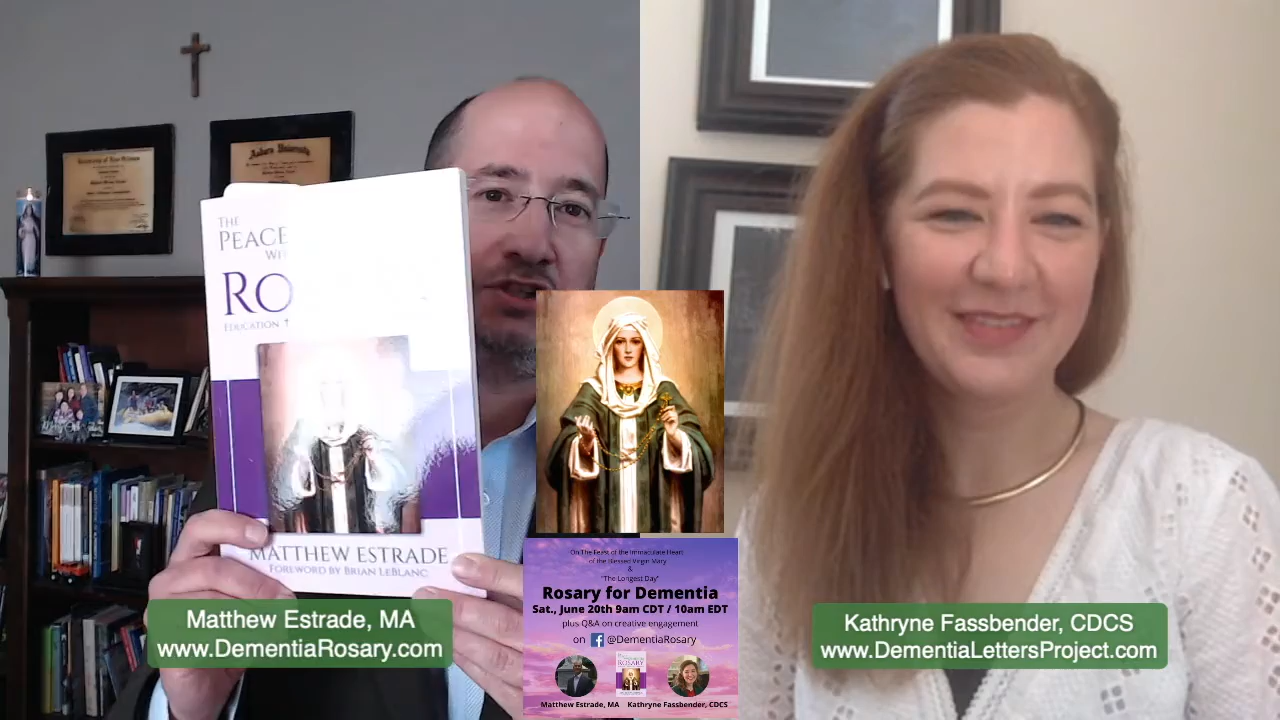 THE
PEACE
WI
RO
EDUCATION
MATTHEW ESTRADE
FOREWORD BY BRIAN LEBLANC
Matthew Estrade, MA
www.DementiaRosary.com
On The Feast of the Immaculate Heart
of the Blessed Virgin Mary
&
"The Longest Day"
Rosary for Dementia
Sat., June 20th 9am CDT / 10am EDT
plus Q&A on creative engagement
on f @DementiaRosary
ROSARY
Matthew Estrade, MA Kathryne Fassbender, CDCS
Kathryne Fassbender, CDCS
www.DementiaLettersProject.com